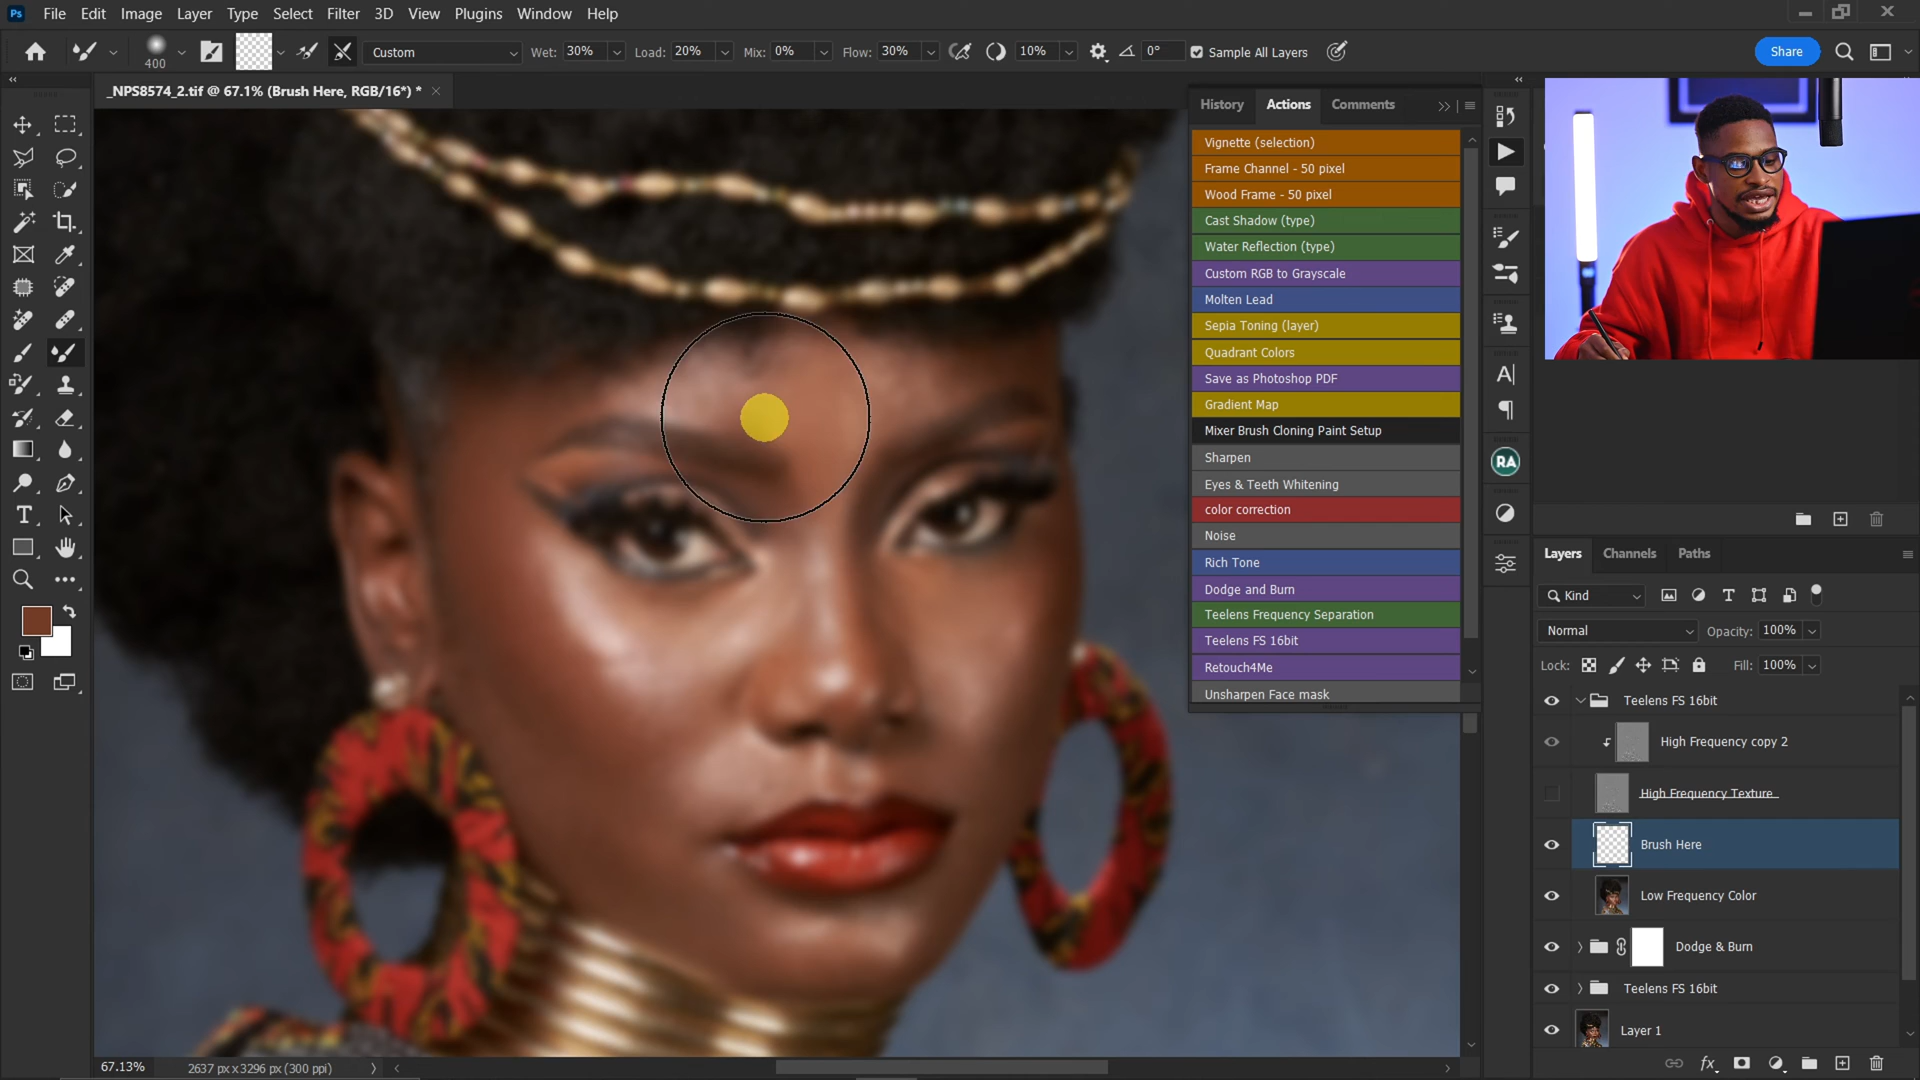 Ps File Edit Image Layer Type Select Filter 3D View Plugins Window Help
400 Custom Wet: 30% Load: 20% Mix: 0% Flow: 30% 10% 0° Sample All Layers Share
_NPS8574_2.tif @ 67.1% (Brush Here, RGB/16*) *
History Actions Comments
Vignette (selection)
Frame Channel - 50 pixel
Wood Frame - 50 pixel
Cast Shadow (type)
Water Reflection (type)
Custom RGB to Grayscale
Molten Lead
Sepia Toning (layer)
Quadrant Colors
Save as Photoshop PDF
Gradient Map
Mixer Brush Cloning Paint Setup
Sharpen
Eyes & Teeth Whitening
color correction
Noise
Rich Tone
Dodge and Burn
Teelens Frequency Separation
Teelens FS 16bit
Retouch4Me
Unsharpen Face mask
RA
Layers Channels Paths
Kind
Normal Opacity: 100%
Lock: Fill: 100%
Teelens FS 16bit
High Frequency copy 2
High Frequency Texture
Brush Here
Low Frequency Color
Dodge & Burn
Teelens FS 16bit
Layer 1
fx
67.13% 2637 px x 3296 px (300 ppi)